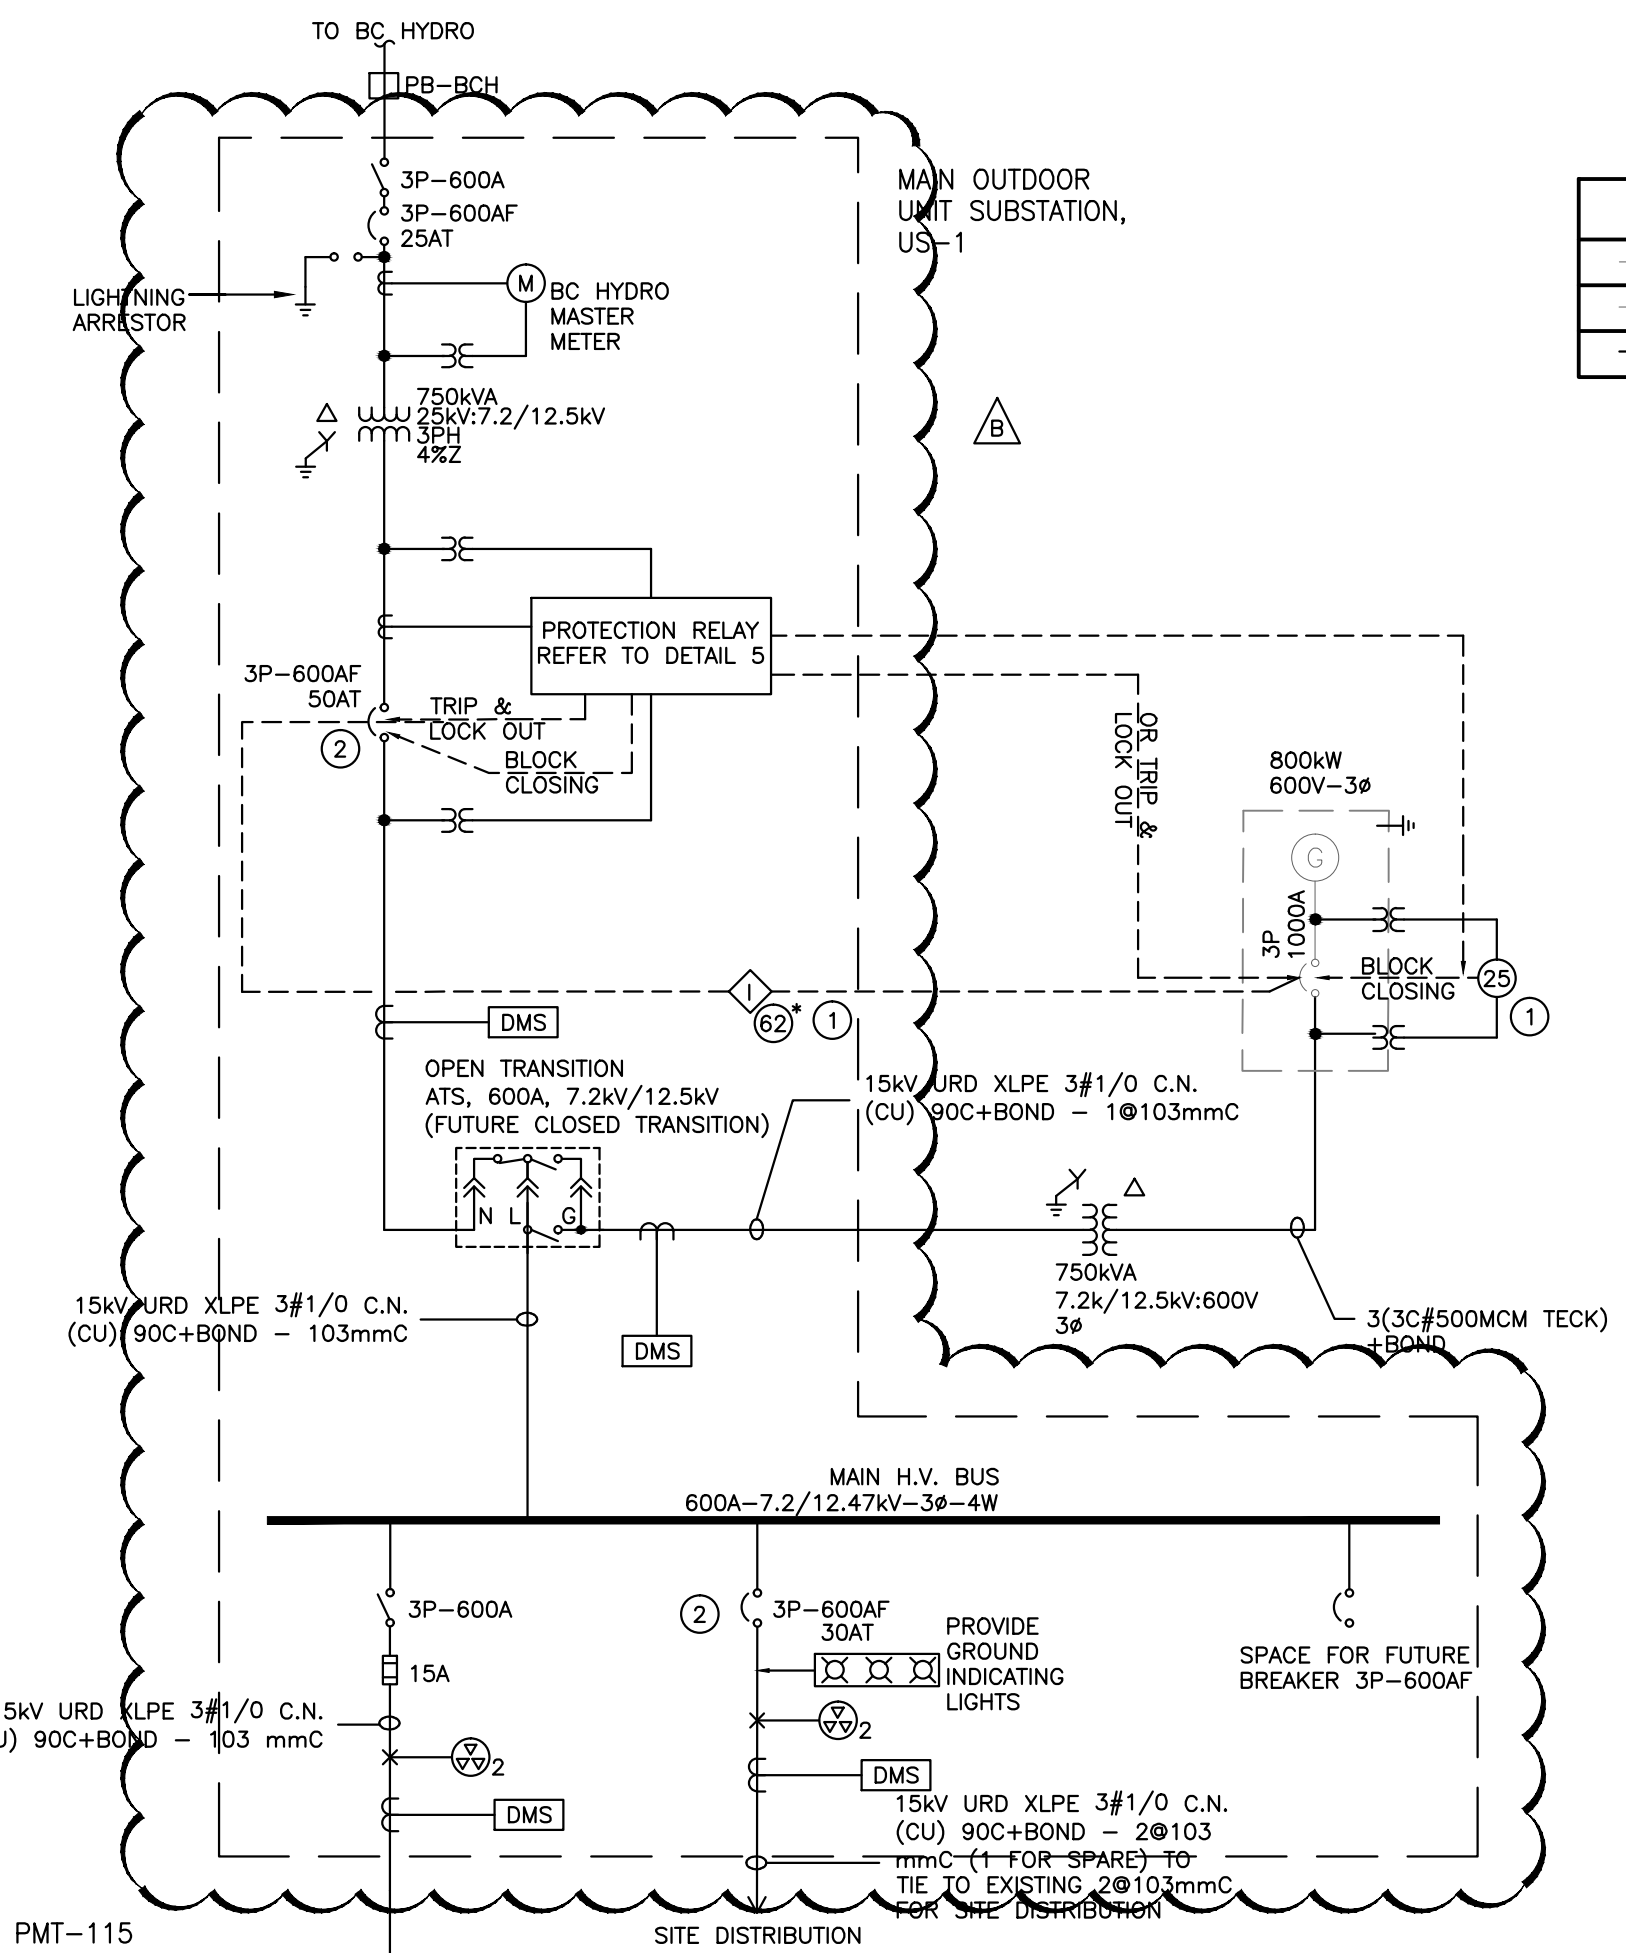 TO BC HYDRO
PB-BCH
3P-600A
3P-600AF
25AT
MAIN OUTDOOR
UNIT SUBSTATION,
US-1
LIGHTNING
ARRESTOR
M
BC HYDRO
MASTER
METER
750kVA
25kV:7.2/12.5kV
3PH
4%Z
B
PROTECTION RELAY
REFER TO DETAIL 5
3P-600AF
50AT
2
TRIP &
LOCK OUT
BLOCK
CLOSING
OR TRIP &
LOCK OUT
800kW
600V-3ø
G
3P
1000A
BLOCK
CLOSING
25
1
I
62*
1
DMS
OPEN TRANSITION
ATS, 600A, 7.2kV/12.5kV
(FUTURE CLOSED TRANSITION)
15kV URD XLPE 3#1/0 C.N.
(CU) 90C+BOND - 1@103mmC
N L G
750kVA
7.2k/12.5kV:600V
3ø
3(3C#500MCM TECK)
+BOND
15kV URD XLPE 3#1/0 C.N.
(CU) 90C+BOND - 103mmC
DMS
MAIN H.V. BUS
600A-7.2/12.47kV-3ø-4W
3P-600A
15A
2
3P-600AF
30AT
PROVIDE
GROUND
INDICATING
LIGHTS
SPACE FOR FUTURE
BREAKER 3P-600AF
5kV URD XLPE 3#1/0 C.N.
U) 90C+BOND - 103 mmC
2
DMS
2
DMS
15kV URD XLPE 3#1/0 C.N.
(CU) 90C+BOND - 2@103
mmC (1 FOR SPARE) TO
TIE TO EXISTING 2@103mmC
FOR SITE DISTRIBUTION
PMT-115
SITE DISTRIBUTION